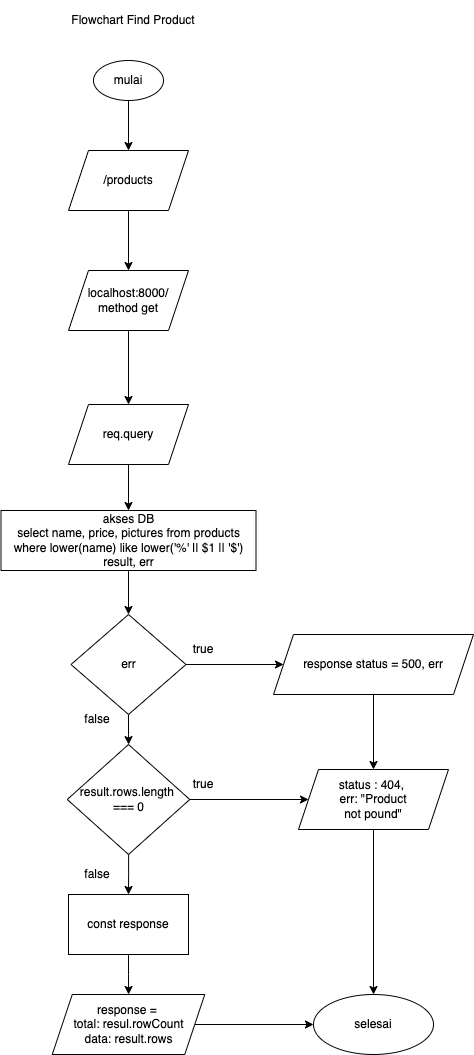 Flowchart Find Product
mulai
/products
localhost:8000/
method get
req.query
akses DB
select name, price, pictures from products
where lower(name) like lower('%' || $1 || '$')
result, err
err
true
response status = 500, err
false
result.rows.length
=== 0
true
status : 404,
err: "Product
not pound"
false
const response
response =
total: resul.rowCount
data: result.rows
selesai